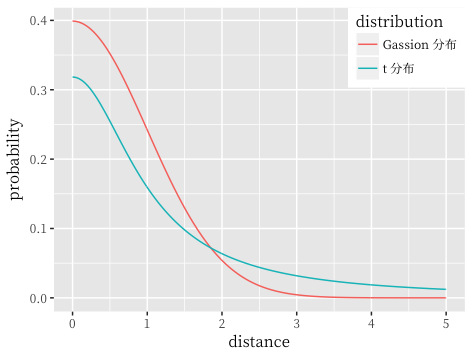 distribution
Gassion 分布
t 分布
probability
0.4
0.3
0.2
0.1
0.0
0 1 2 3 4 5
distance